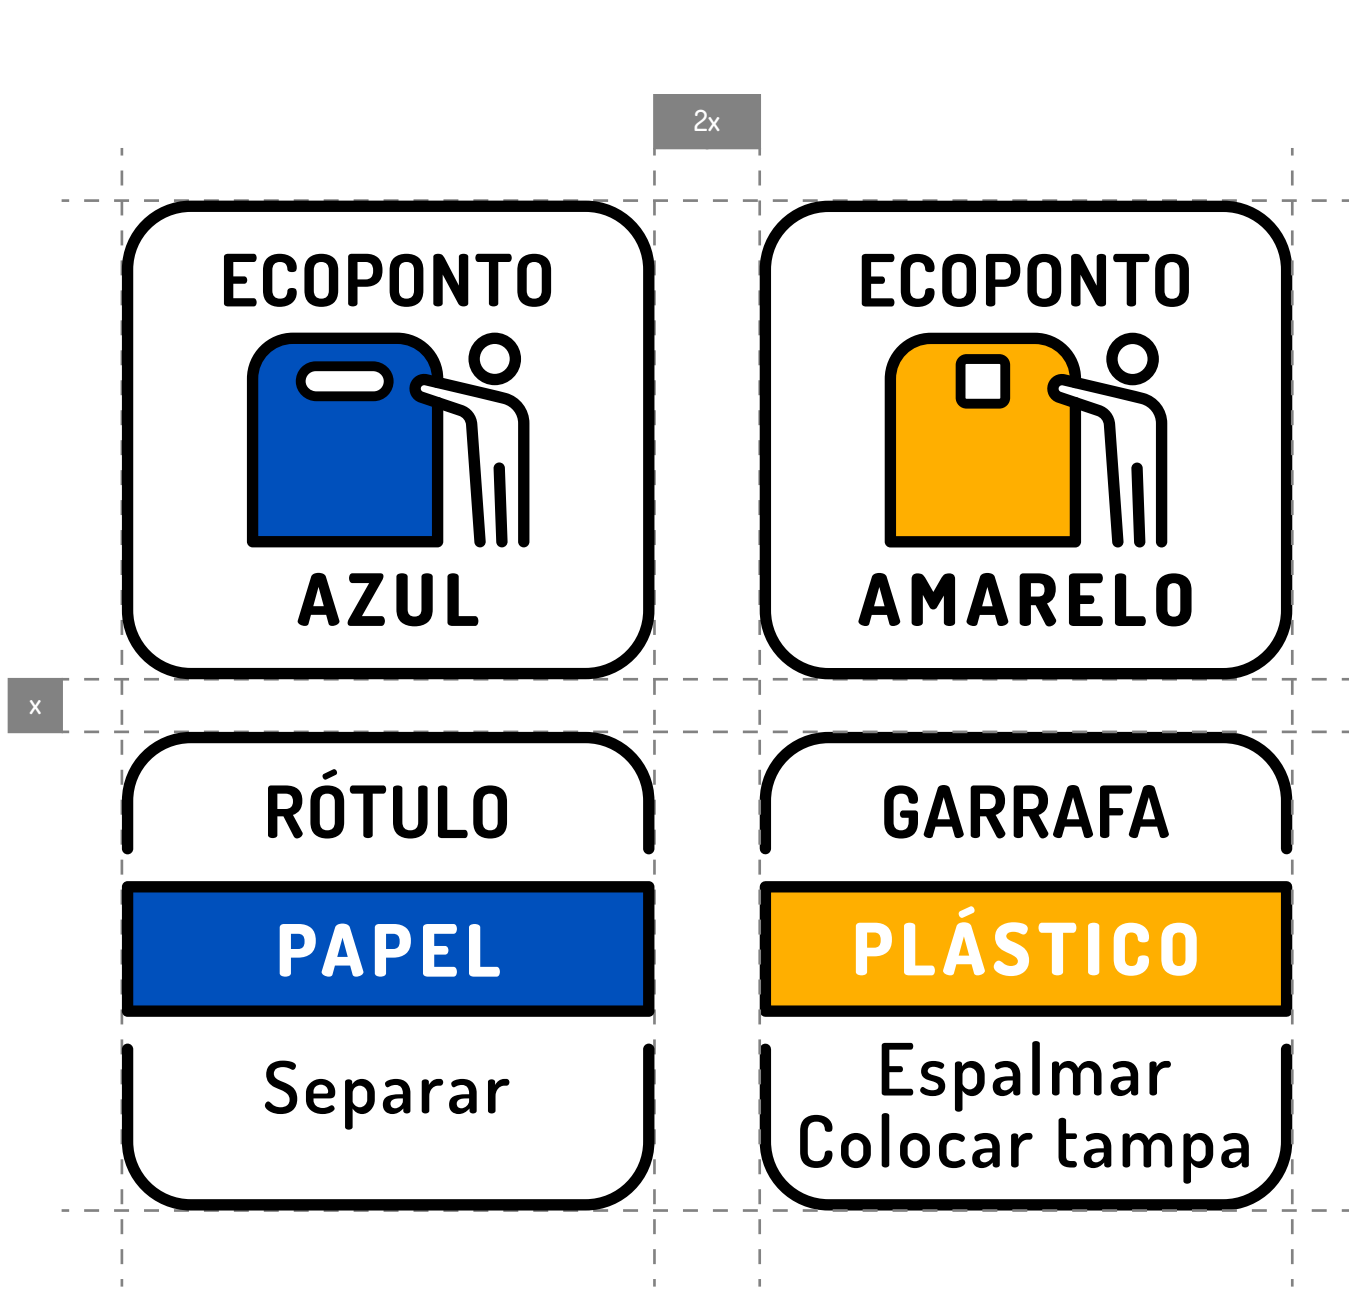 2x
ECOPONTO
AZUL
ECOPONTO
AMARELO
x
RÓTULO
PAPEL
Separar
GARRAFA
PLÁSTICO
Espalmar
Colocar tampa